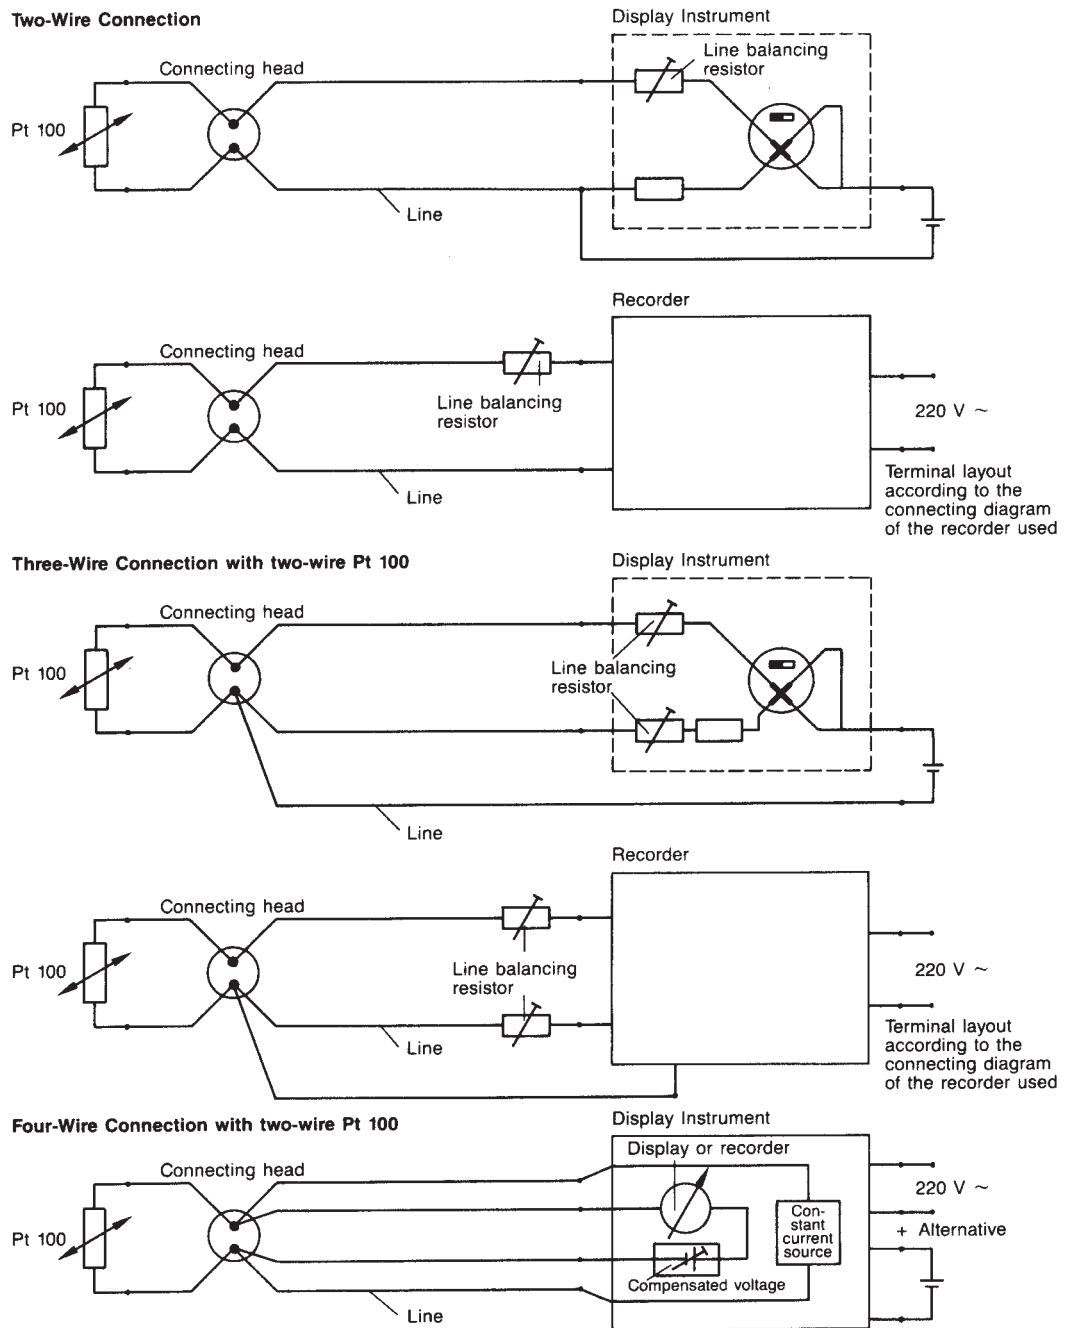 Two-Wire Connection
Display Instrument
Connecting head
Line balancing
resistor
Pt 100
Line
Recorder
Connecting head
Pt 100
Line balancing
resistor
220 V ~
Line
Terminal layout
according to the
connecting diagram
of the recorder used
Three-Wire Connection with two-wire Pt 100
Display Instrument
Connecting head
Pt 100
Line balancing
resistor
Line
Recorder
Connecting head
Pt 100
Line balancing
resistor
220 V ~
Line
Terminal layout
according to the
connecting diagram
of the recorder used
Four-Wire Connection with two-wire Pt 100
Display Instrument
Display or recorder
Connecting head
220 V ~
Pt 100
Con-
stant
current
source
+ Alternative
Compensated voltage
Line